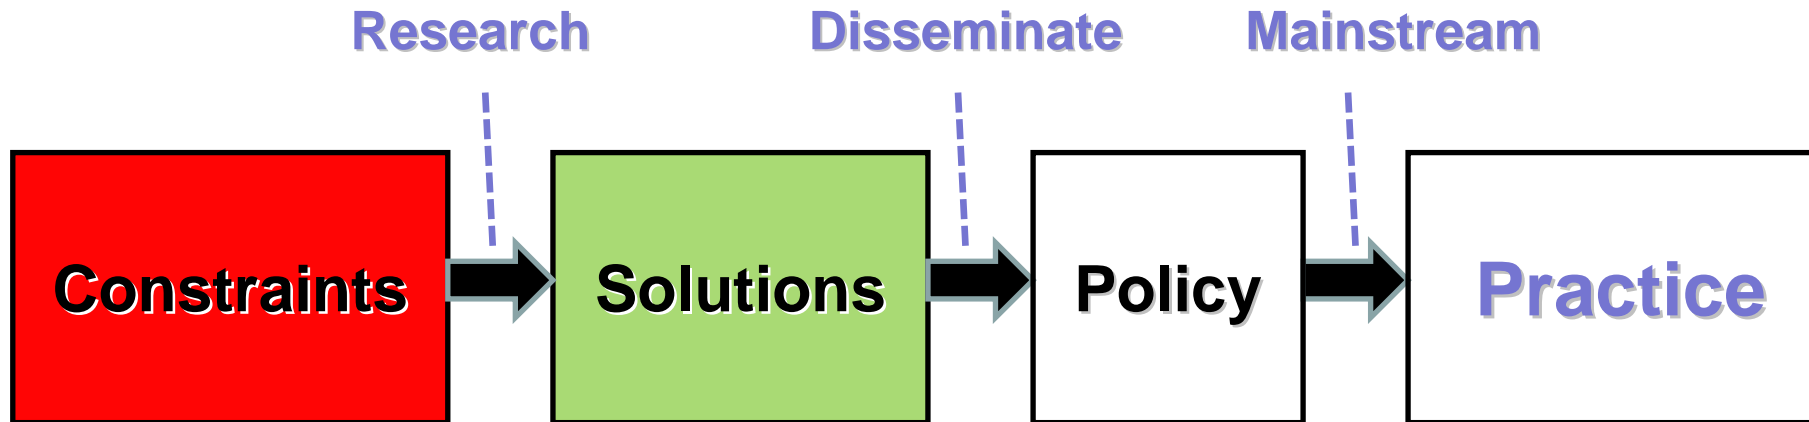 Research Disseminate Mainstream
Constraints Solutions Policy Practice